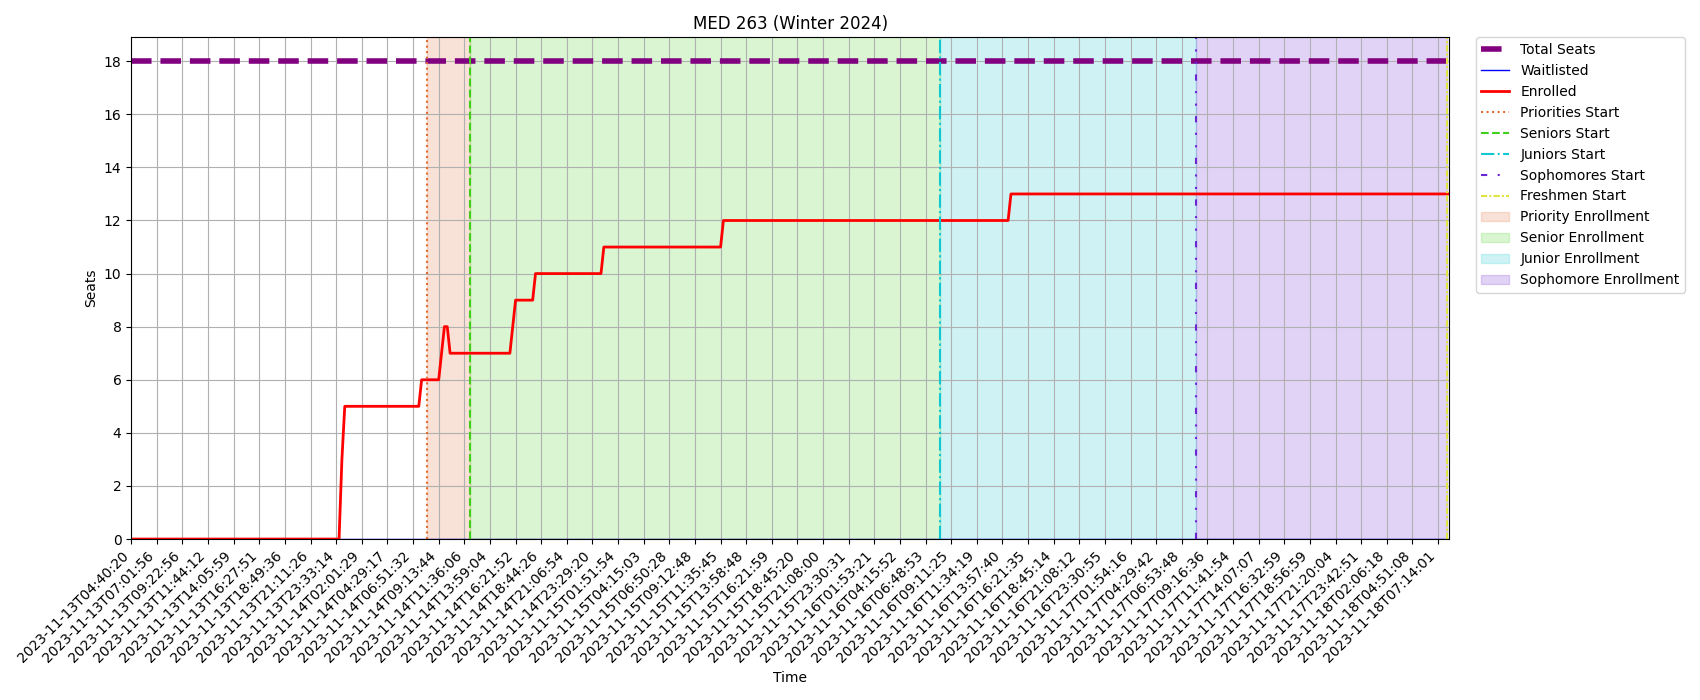 MED 263 (Winter 2024)
Seats
18
16
14
12
10
8
6
4
2
0
2023-11-13T04:40:20
2023-11-13T07:01:56
2023-11-13T09:22:56
2023-11-13T11:44:12
2023-11-13T14:05:59
2023-11-13T16:27:51
2023-11-13T18:49:36
2023-11-13T21:11:26
2023-11-13T23:33:14
2023-11-14T02:01:29
2023-11-14T04:29:17
2023-11-14T06:51:32
2023-11-14T09:13:44
2023-11-14T11:36:06
2023-11-14T13:59:04
2023-11-14T16:21:52
2023-11-14T18:44:26
2023-11-14T21:06:54
2023-11-14T23:29:20
2023-11-15T01:51:54
2023-11-15T04:15:03
2023-11-15T06:50:28
2023-11-15T09:12:48
2023-11-15T11:35:45
2023-11-15T13:58:48
2023-11-15T16:21:59
2023-11-15T18:45:20
2023-11-15T21:08:00
2023-11-15T23:30:31
2023-11-16T01:53:21
2023-11-16T04:15:52
2023-11-16T06:48:53
2023-11-16T09:11:25
2023-11-16T11:34:19
2023-11-16T13:57:40
2023-11-16T16:21:35
2023-11-16T18:45:14
2023-11-16T21:08:12
2023-11-16T23:30:55
2023-11-17T01:54:16
2023-11-17T04:29:42
2023-11-17T06:53:48
2023-11-17T09:16:36
2023-11-17T11:41:54
2023-11-17T14:07:07
2023-11-17T16:32:59
2023-11-17T18:56:59
2023-11-17T21:20:04
2023-11-17T23:42:51
2023-11-18T02:06:18
2023-11-18T04:51:08
2023-11-18T07:14:01
Time
Total Seats
Waitlisted
Enrolled
Priorities Start
Seniors Start
Juniors Start
Sophomores Start
Freshmen Start
Priority Enrollment
Senior Enrollment
Junior Enrollment
Sophomore Enrollment